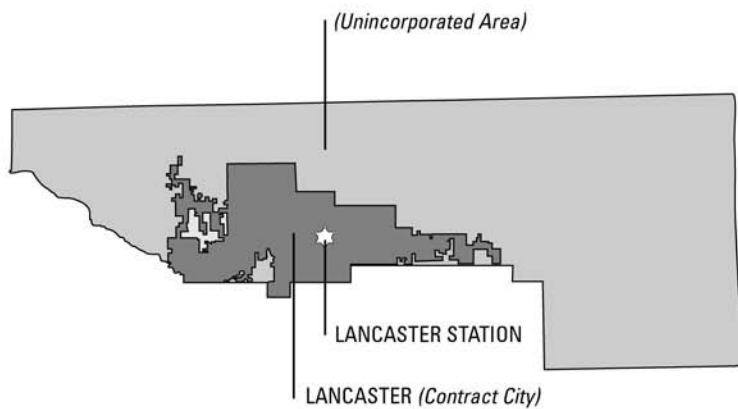 (Unincorporated Area)
LANCASTER STATION
LANCASTER (Contract City)